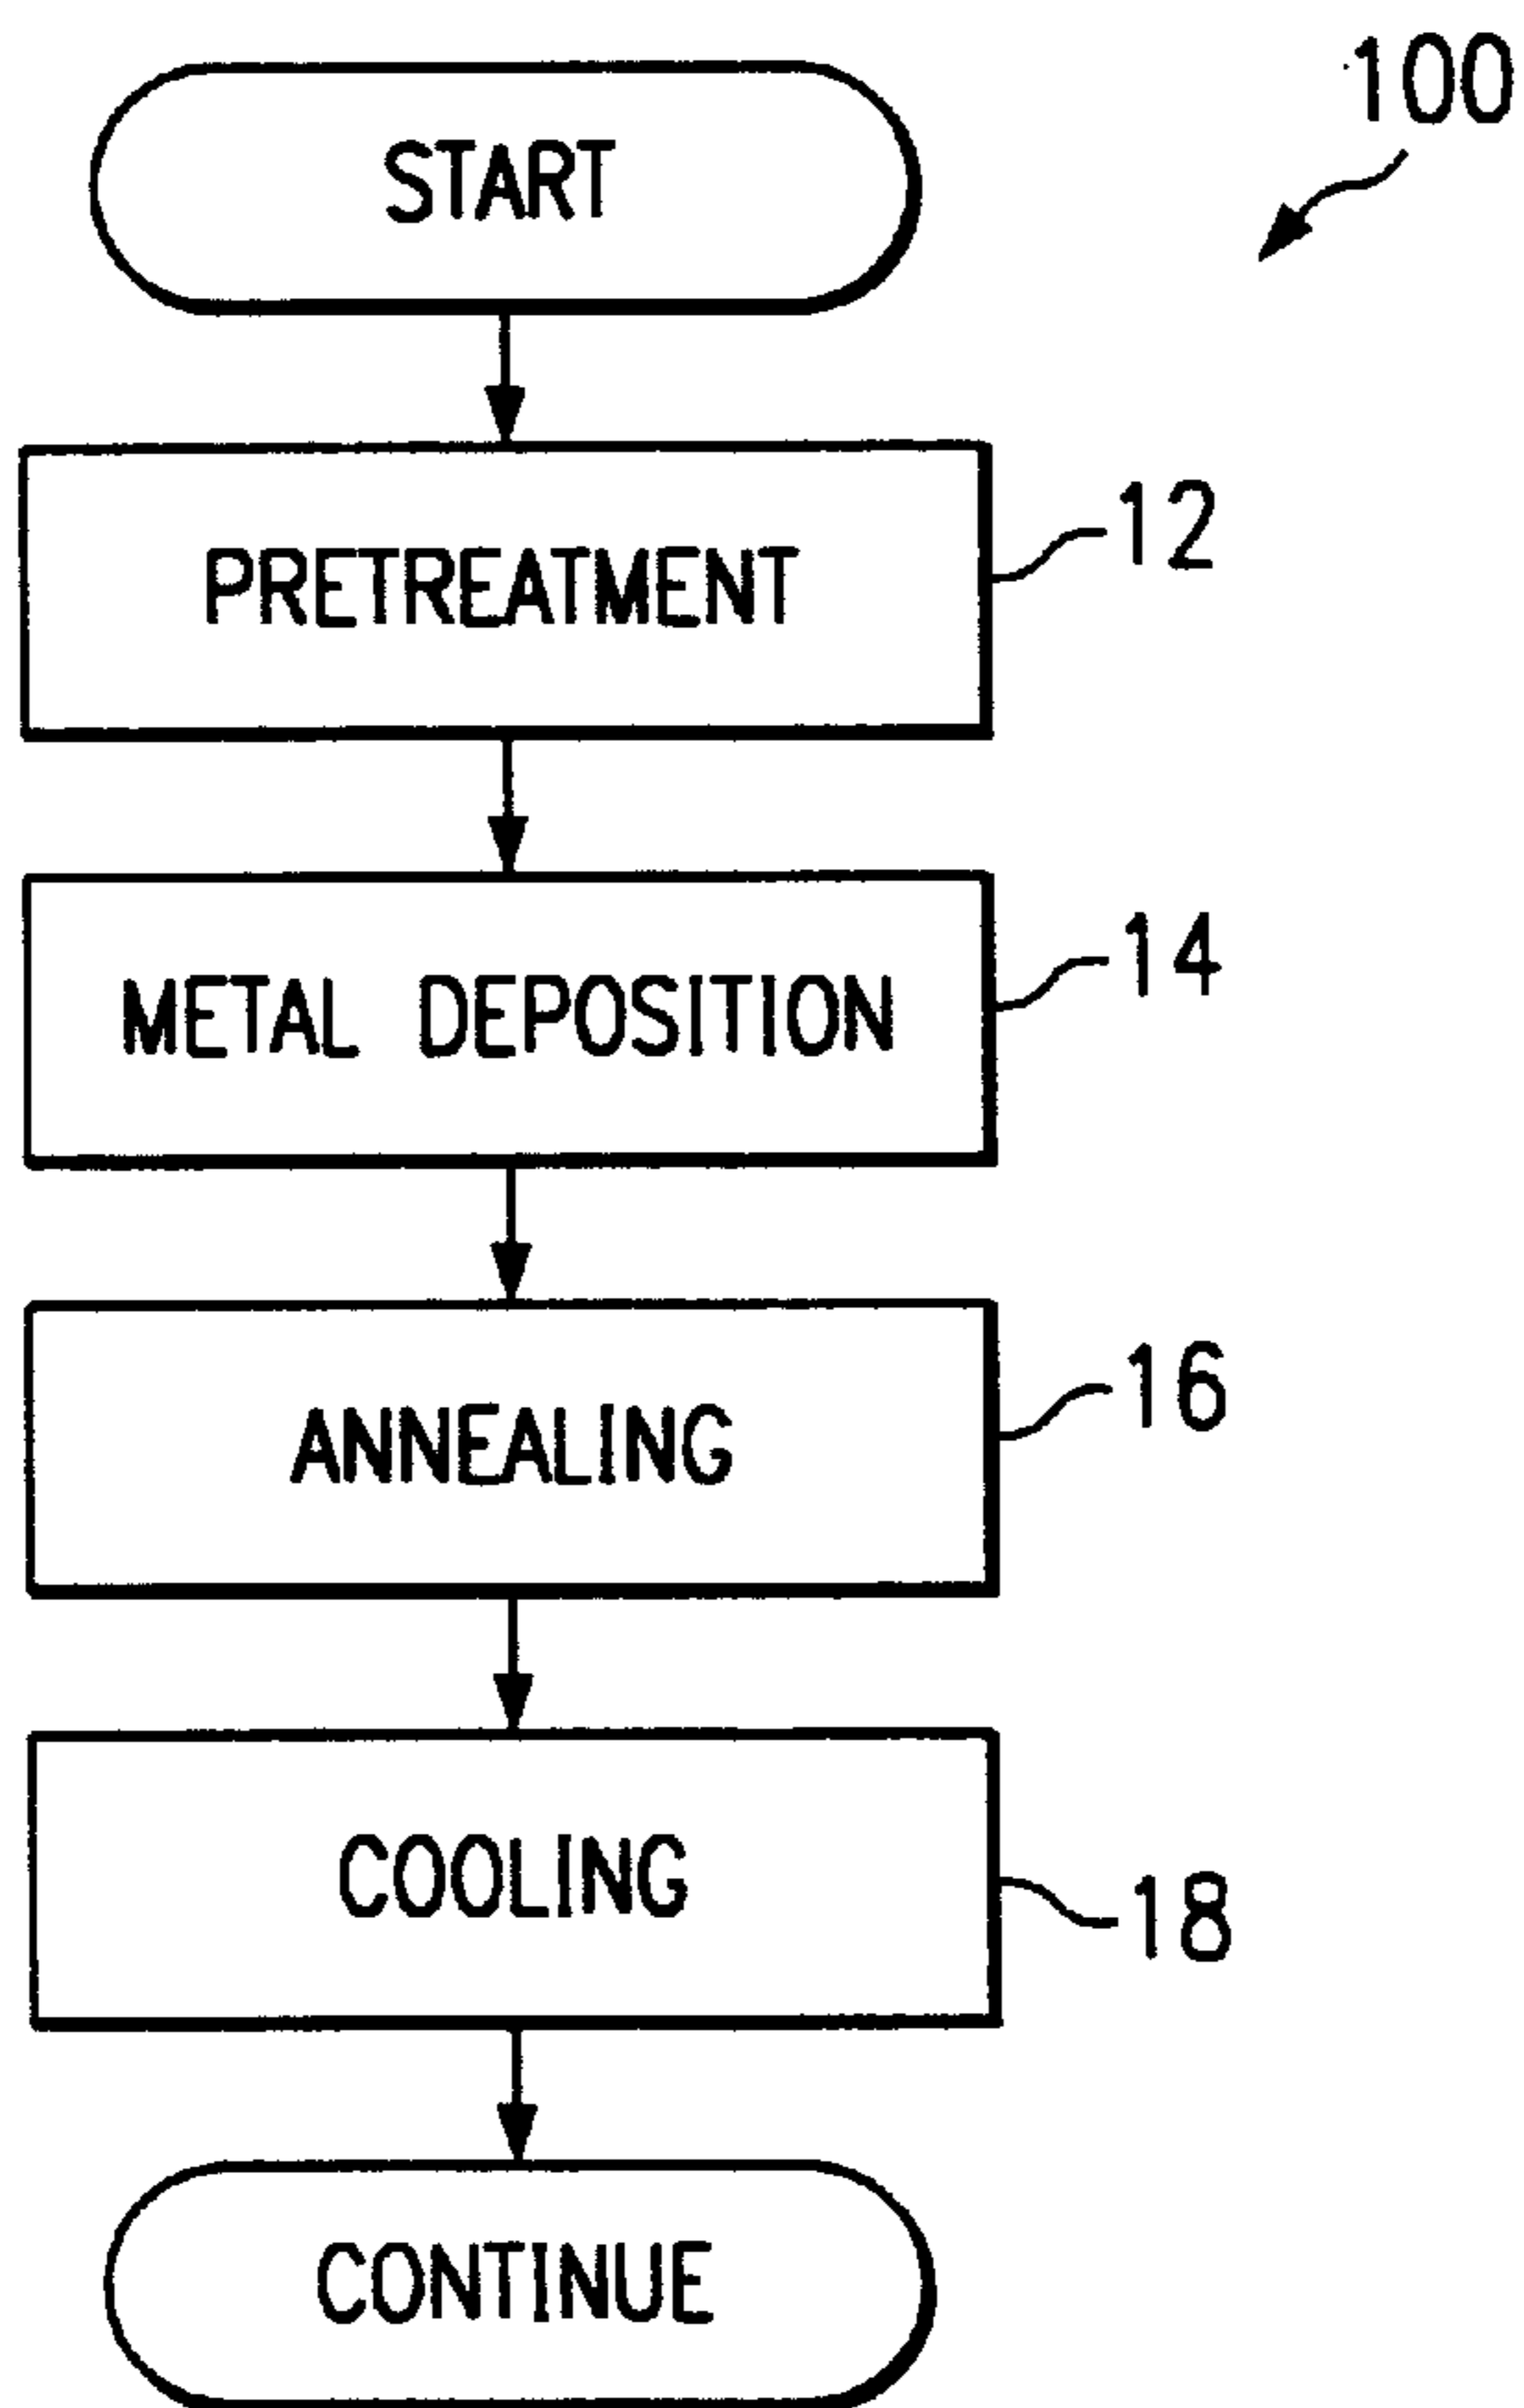 100
START
PRETREATMENT
12
METAL DEPOSITION
14
ANNEALING
16
COOLING
18
CONTINUE